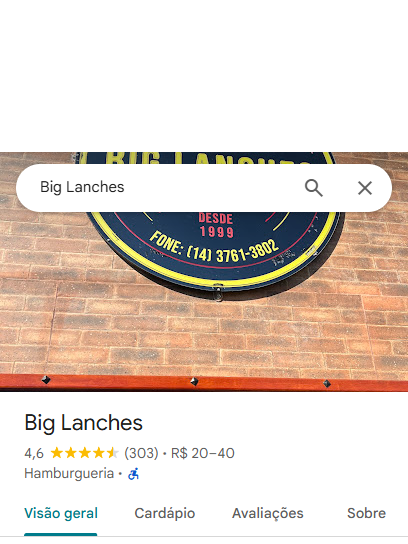 BIG LANCHES
Big Lanches
DESDE
1999
FONE: (14) 3761-3802
Big Lanches
4,6 (303) • R$ 20–40
Hamburgueria •
Visão geral Cardápio Avaliações Sobre